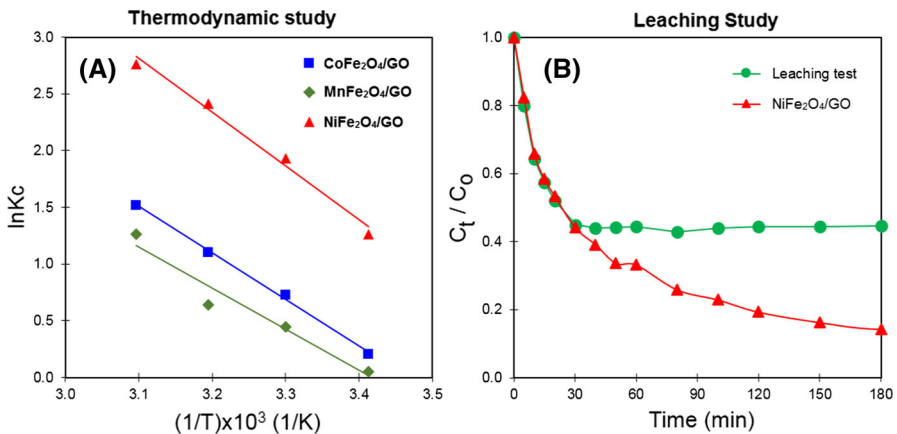 Thermodynamic study
(A)
CoFe₂O₄/GO
MnFe₂O₄/GO
NiFe₂O₄/GO
lnKc
3.0
2.5
2.0
1.5
1.0
0.5
0.0
3.0 3.1 3.2 3.3 3.4 3.5
(1/T)x10³ (1/K)
Leaching Study
(B)
Leaching test
NiFe₂O₄/GO
Cₜ / C₀
1.0
0.8
0.6
0.4
0.2
0.0
0 30 60 90 120 150 180
Time (min)